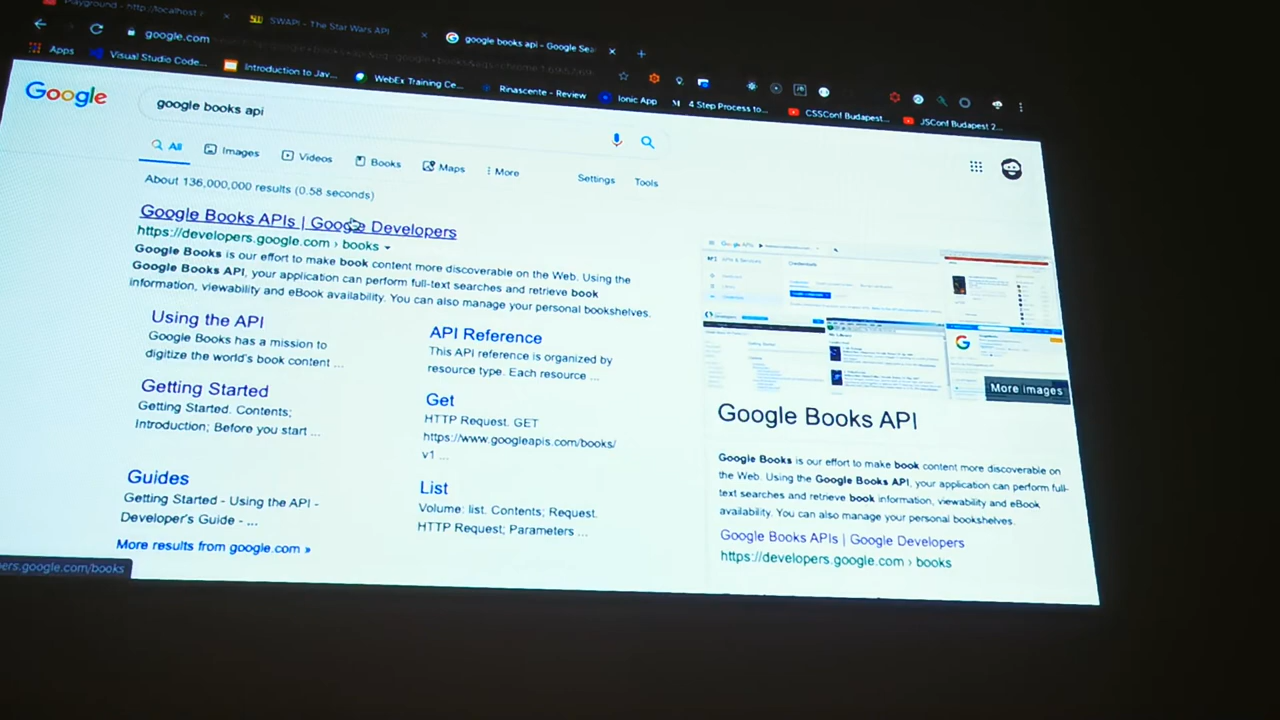 Playground - http://localhost:
SWAPI - The Star Wars API
google books api - Google Sea
google.com
Apps
Visual Studio Code...
Introduction to Jav...
WebEx Training Ce...
Rinascente - Review
Ionic App
4 Step Process to...
CSSConf Budapest...
JSConf Budapest 2...
Google
google books api
All
Images
Videos
Books
Maps
More
Settings
Tools
About 136,000,000 results (0.58 seconds)
Google Books APIs | Google Developers
https://developers.google.com › books
Google Books is our effort to make book content more discoverable on the Web. Using the
Google Books API, your application can perform full-text searches and retrieve book
information, viewability and eBook availability. You can also manage your personal bookshelves.
Using the API
Google Books has a mission to
digitize the world's book content ...
Getting Started
Getting Started. Contents;
Introduction; Before you start ...
Guides
Getting Started - Using the API -
Developer's Guide - ...
API Reference
This API reference is organized by
resource type. Each resource ...
Get
HTTP Request. GET
https://www.googleapis.com/books/
v1 ...
List
Volume: list. Contents; Request.
HTTP Request; Parameters ...
More results from google.com »
ers.google.com/books
More images
Google Books API
Google Books is our effort to make book content more discoverable on
the Web. Using the Google Books API, your application can perform full-
text searches and retrieve book information, viewability and eBook
availability. You can also manage your personal bookshelves.
Google Books APIs | Google Developers
https://developers.google.com › books